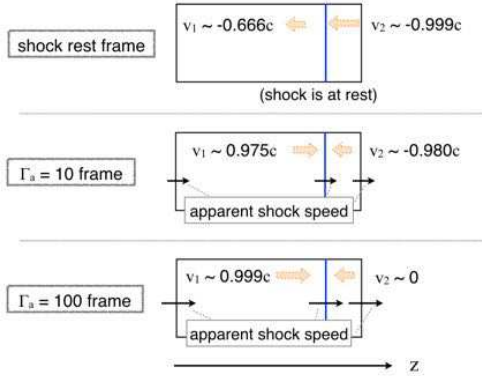 v₁ ~ -0.666c v₂ ~ -0.999c
shock rest frame
(shock is at rest)
v₁ ~ 0.975c v₂ ~ -0.980c
Γₐ = 10 frame
apparent shock speed
v₁ ~ 0.999c v₂ ~ 0
Γₐ = 100 frame
apparent shock speed
z